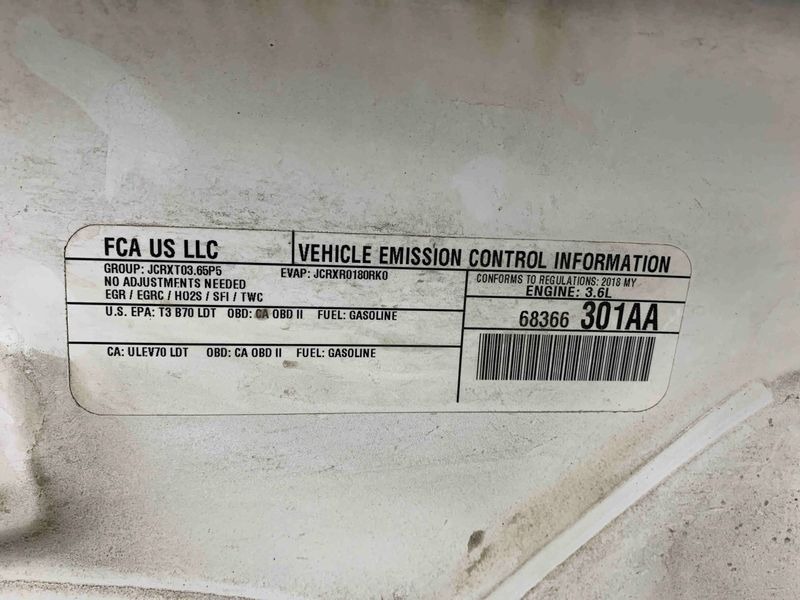 FCA US LLC
VEHICLE EMISSION CONTROL INFORMATION
GROUP: JCRXT03.65P5
EVAP: JCRXR0180RK0
NO ADJUSTMENTS NEEDED
EGR / EGRC / HO2S / SFI / TWC
CONFORMS TO REGULATIONS: 2018 MY
ENGINE: 3.6L
U.S. EPA: T3 B70 LDT OBD: CA OBD II FUEL: GASOLINE
68366 301AA
CA: ULEV70 LDT OBD: CA OBD II FUEL: GASOLINE